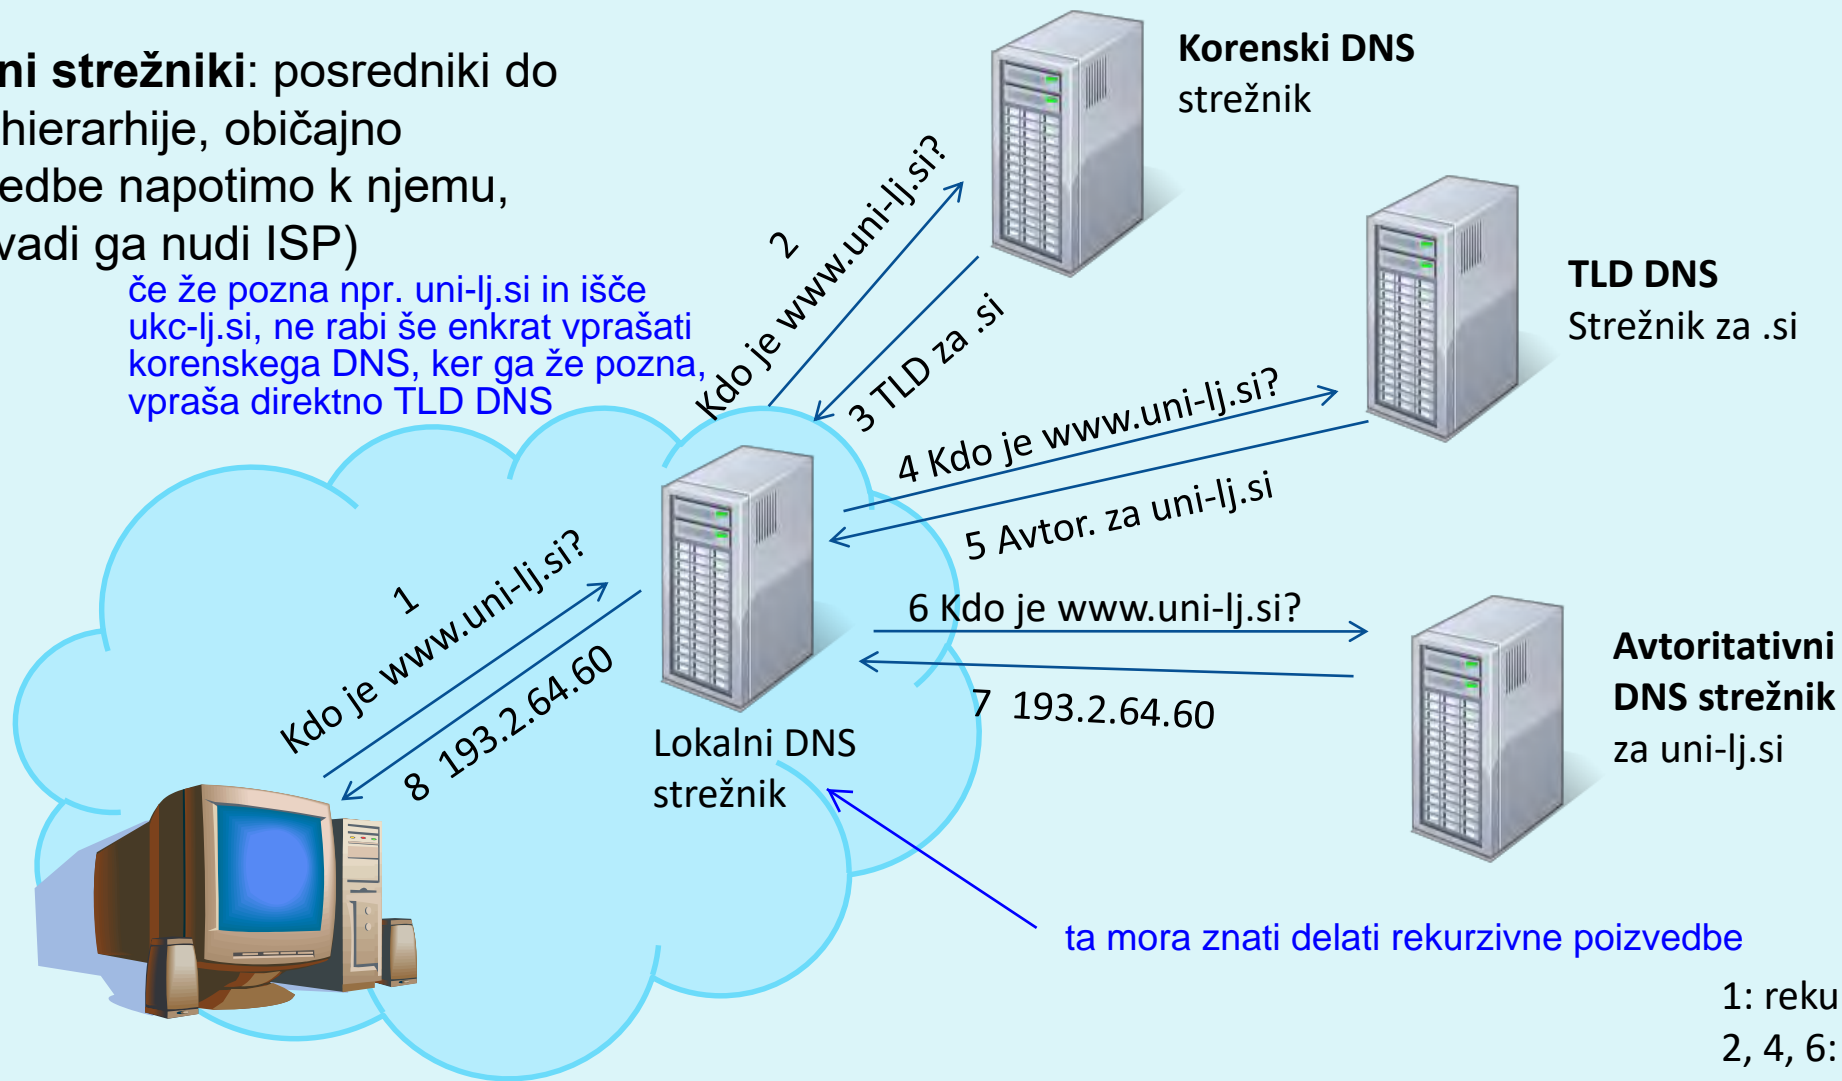 ni strežniki: posredniki do
hierarhije, običajno
edbe napotimo k njemu,
vadi ga nudi ISP)
če že pozna npr. uni-lj.si in išče
ukc-lj.si, ne rabi še enkrat vprašati
korenskega DNS, ker ga že pozna,
vpraša direktno TLD DNS
Korenski DNS
strežnik
2
Kdo je www.uni-lj.si?
3 TLD za .si
TLD DNS
Strežnik za .si
4 Kdo je www.uni-lj.si?
5 Avtor. za uni-lj.si
1
Kdo je www.uni-lj.si?
8 193.2.64.60
6 Kdo je www.uni-lj.si?
7 193.2.64.60
Lokalni DNS
strežnik
Avtoritativni
DNS strežnik
za uni-lj.si
ta mora znati delati rekurzivne poizvedbe
1: reku
2, 4, 6: